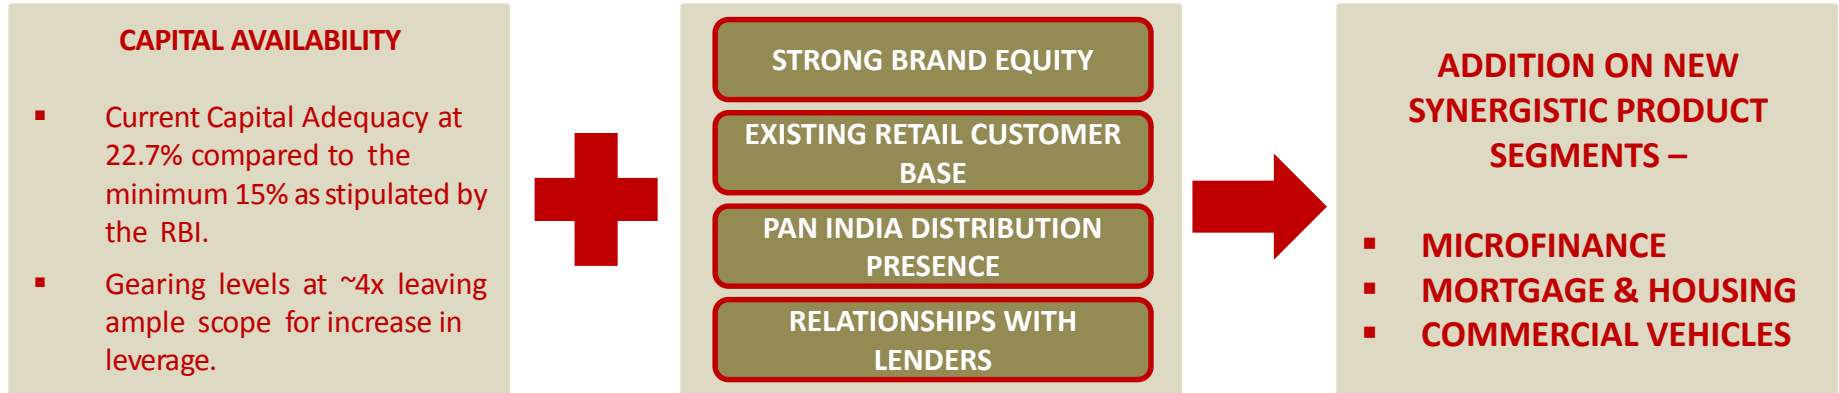 CAPITAL AVAILABILITY
▪ Current Capital Adequacy at
22.7% compared to the
minimum 15% as stipulated by
the RBI.
▪ Gearing levels at ~4x leaving
ample scope for increase in
leverage.
STRONG BRAND EQUITY
EXISTING RETAIL CUSTOMER
BASE
PAN INDIA DISTRIBUTION
PRESENCE
RELATIONSHIPS WITH
LENDERS
ADDITION ON NEW
SYNERGISTIC PRODUCT
SEGMENTS –
▪ MICROFINANCE
▪ MORTGAGE & HOUSING
▪ COMMERCIAL VEHICLES